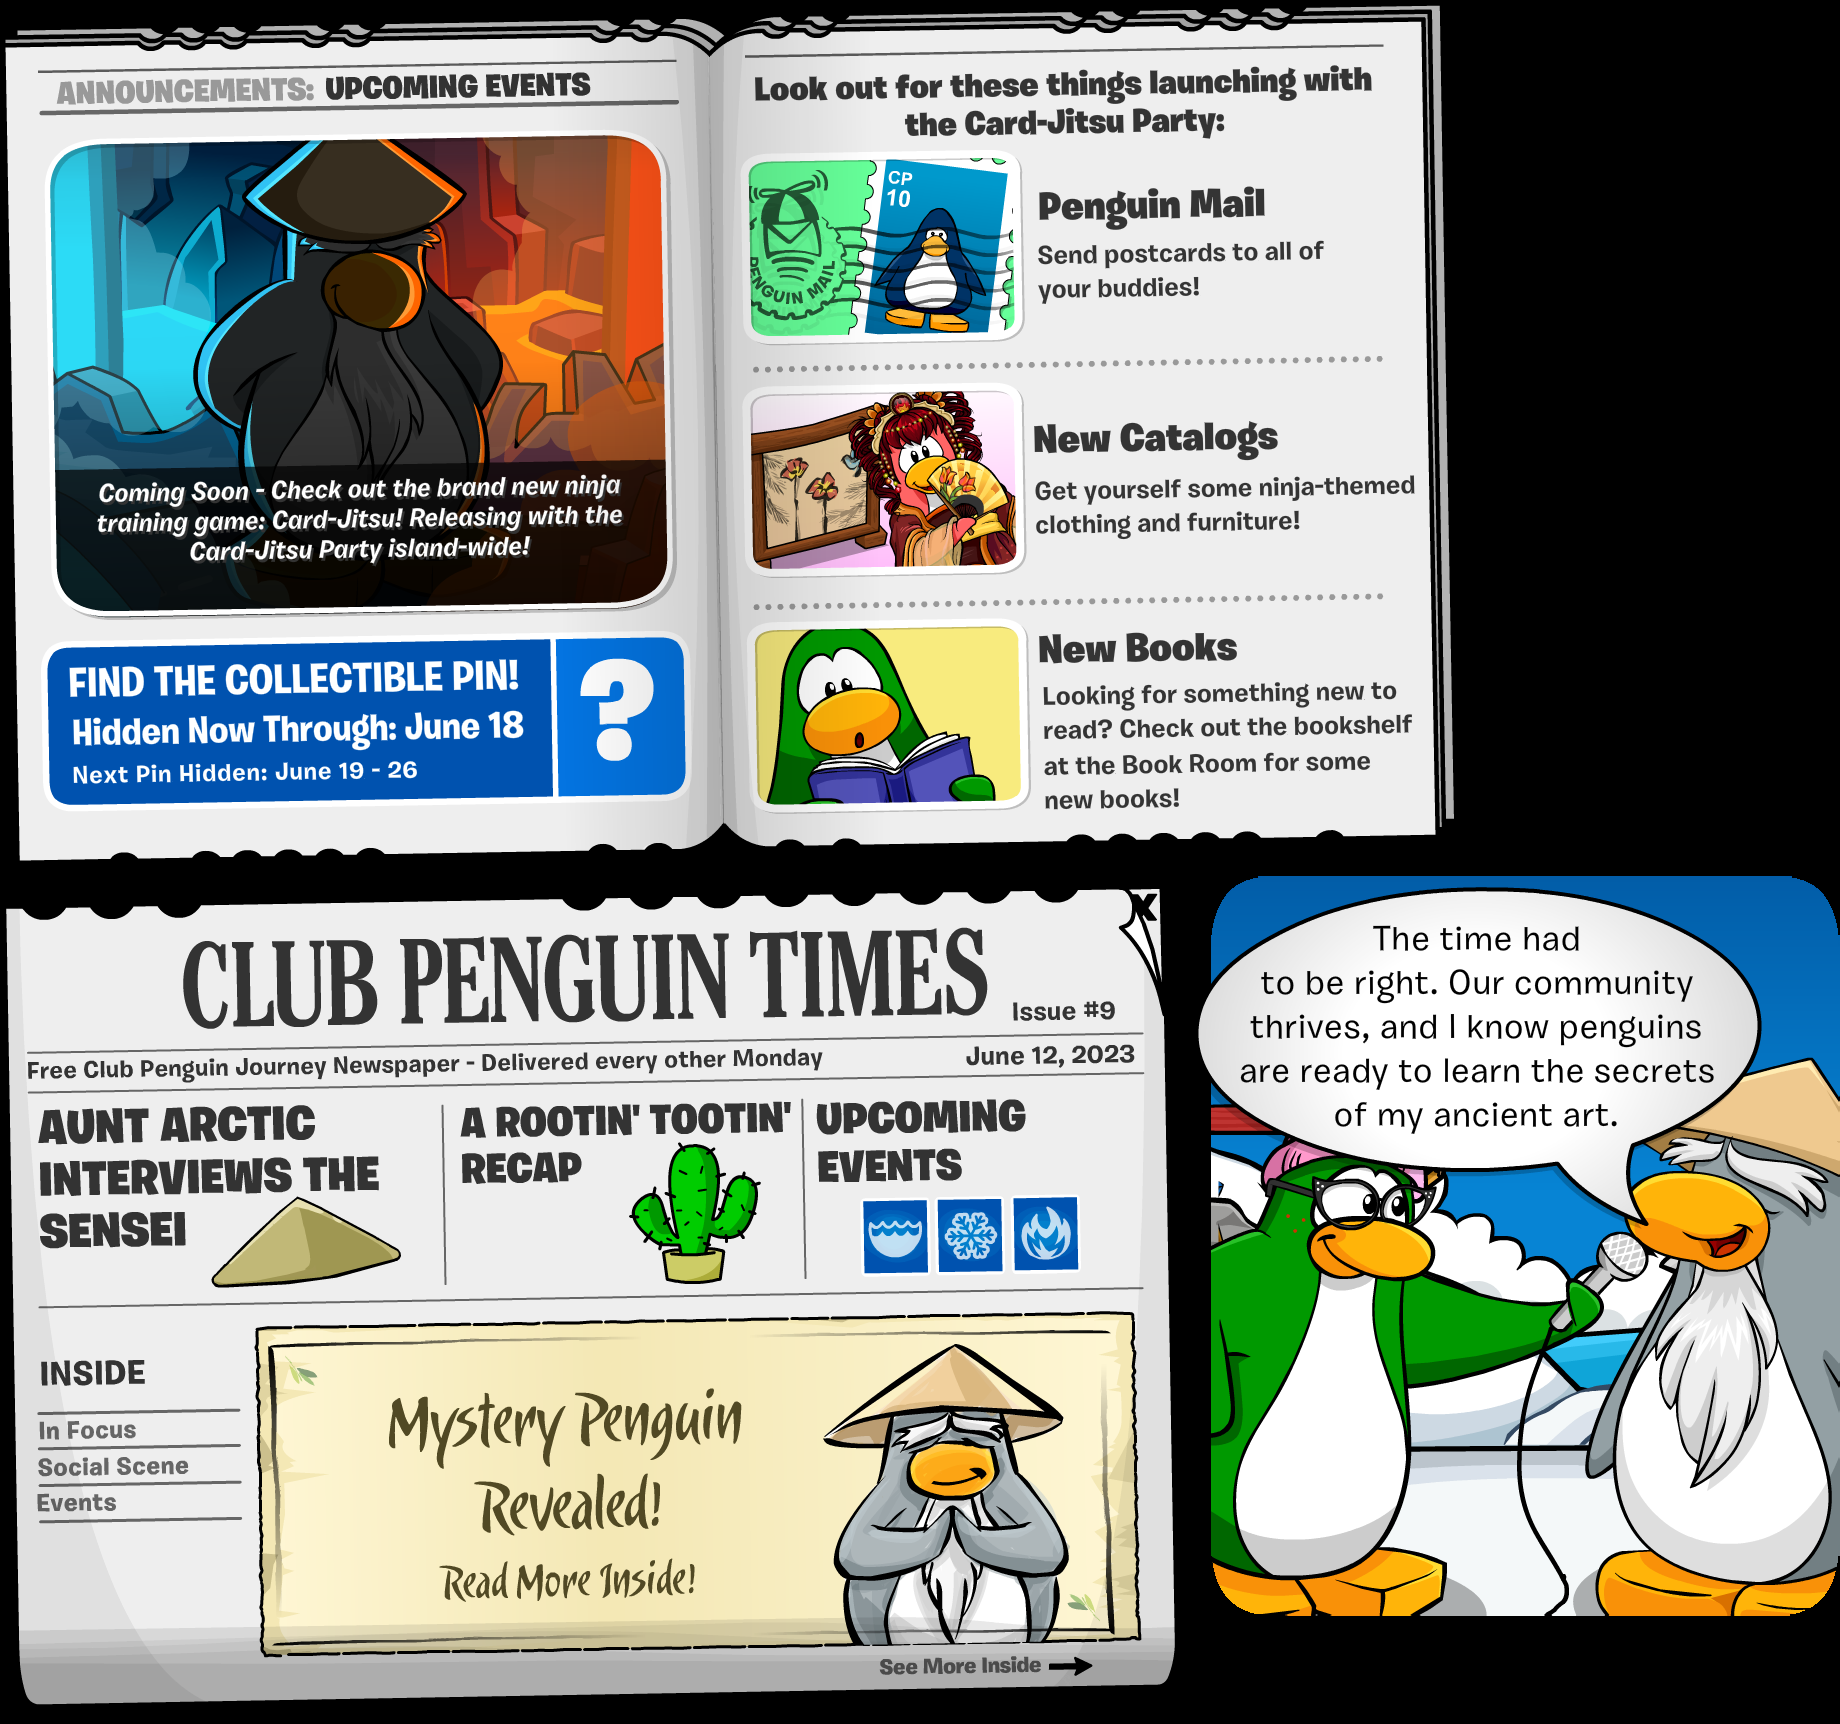 ANNOUNCEMENTS: UPCOMING EVENTS
Coming Soon - Check out the brand new ninja
training game: Card-Jitsu! Releasing with the
Card-Jitsu Party island-wide!
FIND THE COLLECTIBLE PIN!
Hidden Now Through: June 18
Next Pin Hidden: June 19 - 26
?
Look out for these things launching with
the Card-Jitsu Party:
CP
10
PENGUIN MAIL
Penguin Mail
Send postcards to all of
your buddies!
New Catalogs
Get yourself some ninja-themed
clothing and furniture!
New Books
Looking for something new to
read? Check out the bookshelf
at the Book Room for some
new books!
X
CLUB PENGUIN TIMES
Issue #9
Free Club Penguin Journey Newspaper - Delivered every other Monday
June 12, 2023
AUNT ARCTIC
INTERVIEWS THE
SENSEI
A ROOTIN' TOOTIN'
RECAP
UPCOMING
EVENTS
INSIDE
In Focus
Social Scene
Events
Mystery Penguin
Revealed!
Read More Inside!
See More Inside
The time had
to be right. Our community
thrives, and I know penguins
are ready to learn the secrets
of my ancient art.